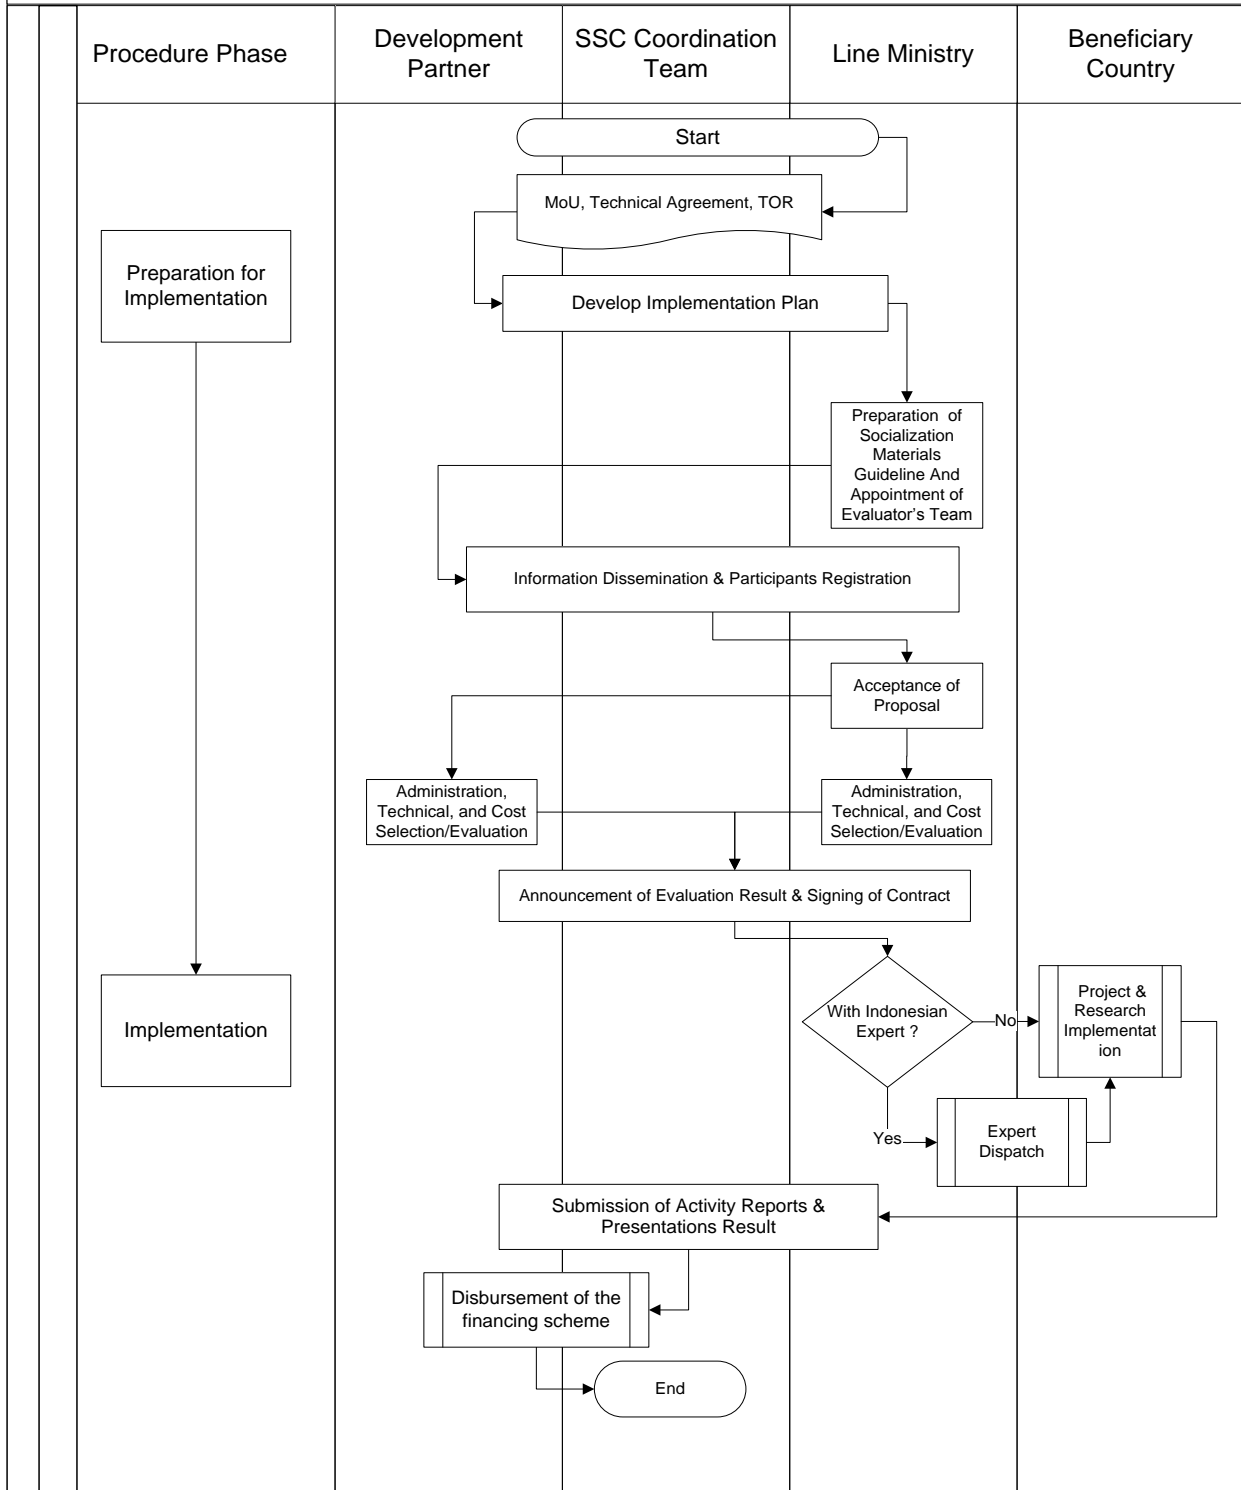 Procedure Phase
Development
Partner
SSC Coordination
Team
Line Ministry
Beneficiary
Country
Start
MoU, Technical Agreement, TOR
Preparation for
Implementation
Develop Implementation Plan
Preparation of
Socialization
Materials
Guideline And
Appointment of
Evaluator's Team
Information Dissemination & Participants Registration
Acceptance of
Proposal
Administration,
Technical, and Cost
Selection/Evaluation
Administration,
Technical, and Cost
Selection/Evaluation
Announcement of Evaluation Result & Signing of Contract
Implementation
With Indonesian
Expert ?
No
Project &
Research
Implementat
ion
Yes
Expert
Dispatch
Submission of Activity Reports &
Presentations Result
Disbursement of the
financing scheme
End